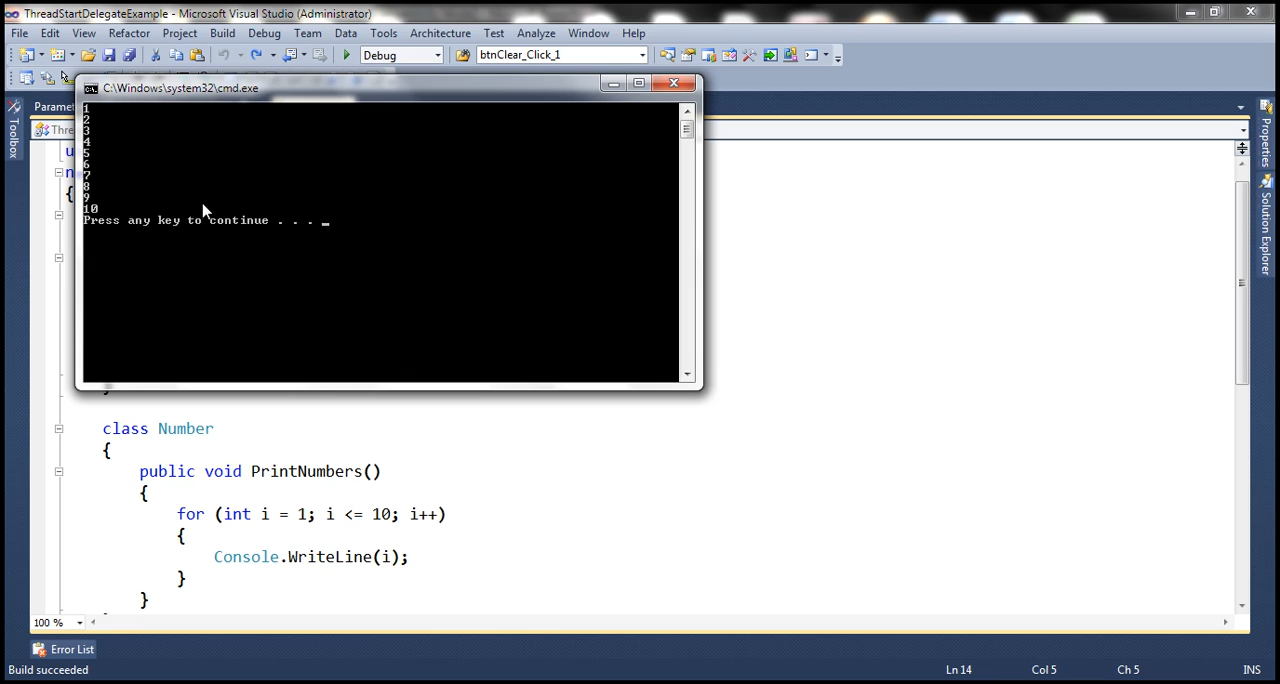 ThreadStartDelegateExample - Microsoft Visual Studio (Administrator)
File Edit View Refactor Project Build Debug Team Data Tools Architecture Test Analyze Window Help
Debug btnClear_Click_1
C:\Windows\system32\cmd.exe
1
2
3
4
5
6
7
8
9
10
Press any key to continue . . . _
Toolbox
Paramet
Thre
u
n
{
Properties
Solution Explorer
}
class Number
{
public void PrintNumbers()
{
for (int i = 1; i <= 10; i++)
{
Console.WriteLine(i);
}
}
100 %
Error List
Build succeeded Ln 14 Col 5 Ch 5 INS